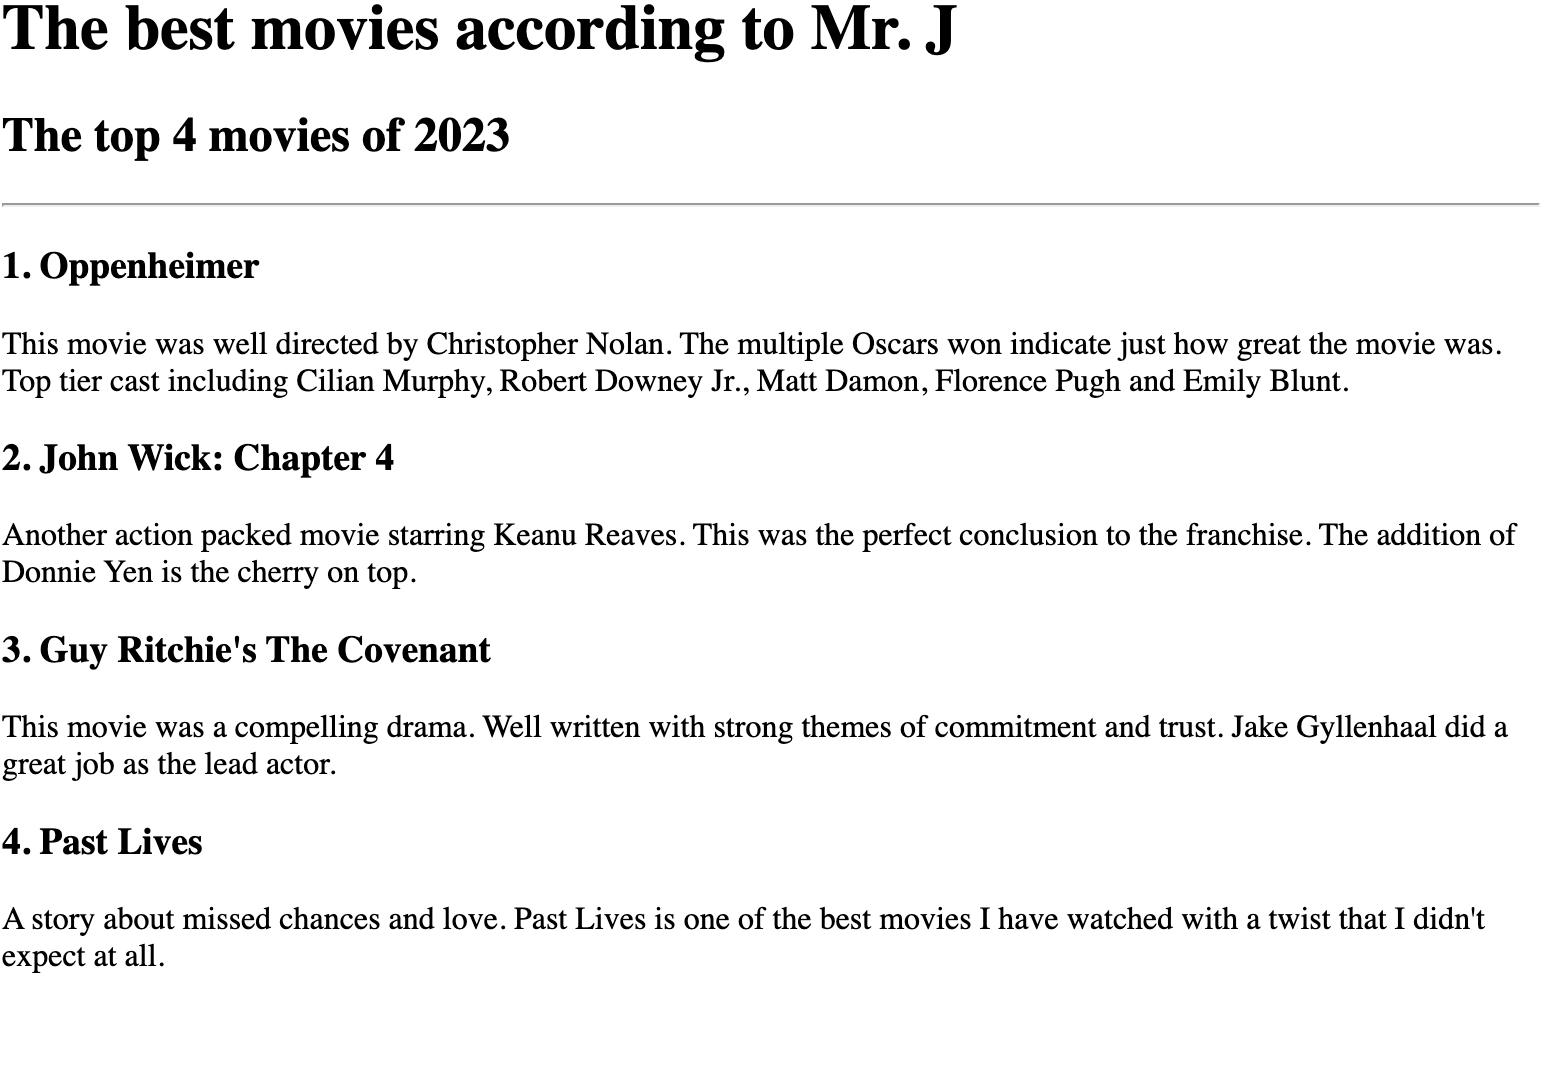 The best movies according to Mr. J
The top 4 movies of 2023
1. Oppenheimer
This movie was well directed by Christopher Nolan. The multiple Oscars won indicate just how great the movie was.
Top tier cast including Cilian Murphy, Robert Downey Jr., Matt Damon, Florence Pugh and Emily Blunt.
2. John Wick: Chapter 4
Another action packed movie starring Keanu Reaves. This was the perfect conclusion to the franchise. The addition of
Donnie Yen is the cherry on top.
3. Guy Ritchie's The Covenant
This movie was a compelling drama. Well written with strong themes of commitment and trust. Jake Gyllenhaal did a
great job as the lead actor.
4. Past Lives
A story about missed chances and love. Past Lives is one of the best movies I have watched with a twist that I didn't
expect at all.